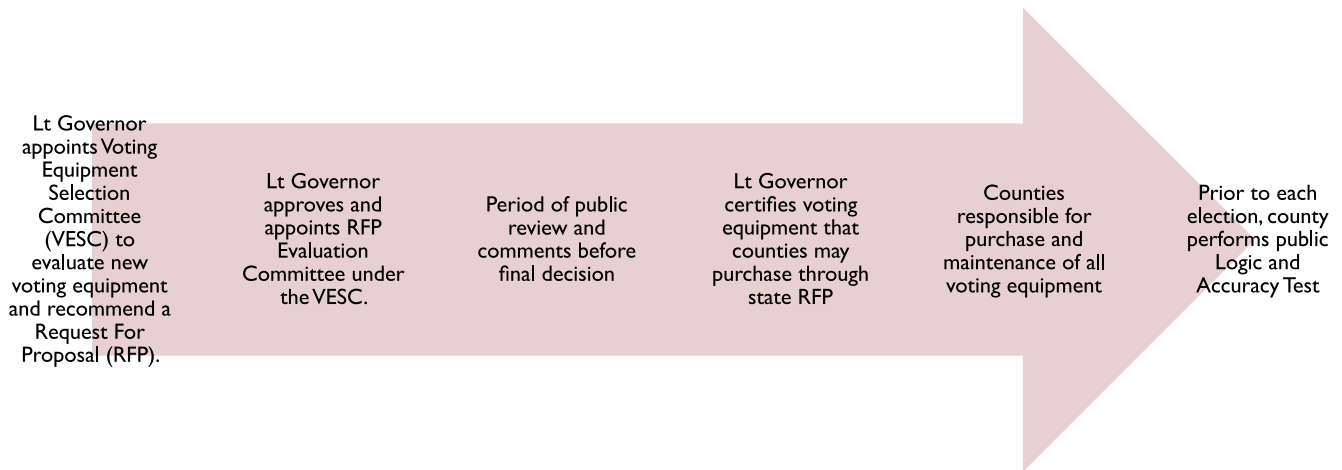 Lt Governor
appoints Voting
Equipment
Selection
Committee
(VESC) to
evaluate new
voting equipment
and recommend a
Request For
Proposal (RFP).
Lt Governor
approves and
appoints RFP
Evaluation
Committee under
the VESC.
Period of public
review and
comments before
final decision
Lt Governor
certifies voting
equipment that
counties may
purchase through
state RFP
Counties
responsible for
purchase and
maintenance of all
voting equipment
Prior to each
election, county
performs public
Logic and
Accuracy Test